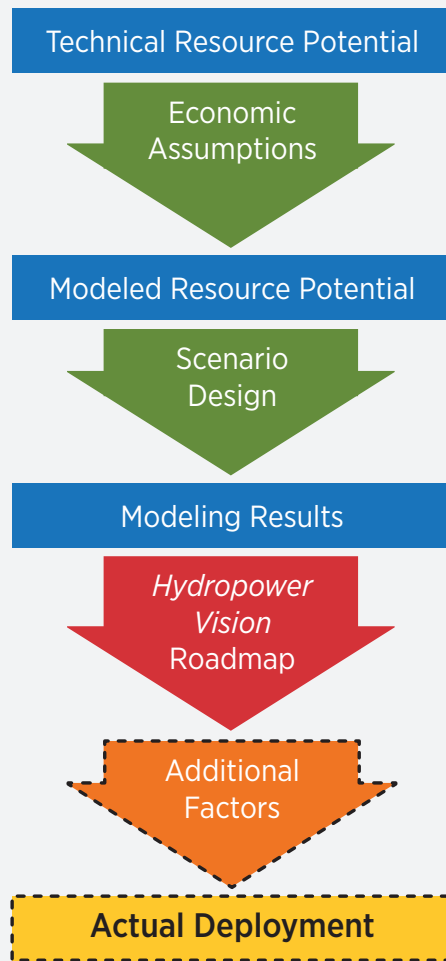 Technical Resource Potential
Economic
Assumptions
Modeled Resource Potential
Scenario
Design
Modeling Results
Hydropower
Vision
Roadmap
Additional
Factors
Actual Deployment